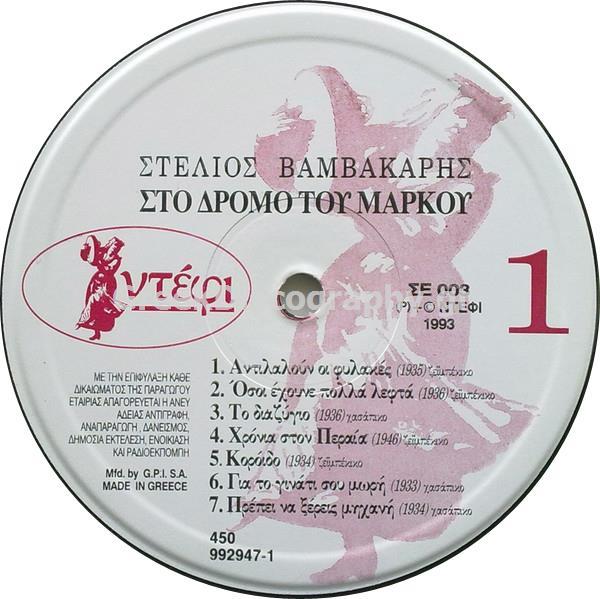 ΣΤΕΛΙΟΣ ΒΑΜΒΑΚΑΡΗΣ
ΣΤΟ ΔΡΟΜΟ ΤΟΥ ΜΑΡΚΟΥ
ντέφι
ΣΕ 003
(P) + © ΝΤΕΦΙ
1993
1
1. Αντιλαλούν οι φυλακές (1935) ζεϊμπέκικο
2. Όσοι έχουνε πολλά λεφτά (1936) ζεϊμπέκικο
3. Το διαζύγιο (1936) χασάπικο
4. Χρόνια στον Περαία (1946) ζεϊμπέκικο
5. Κορόιδο (1934) ζεϊμπέκικο
6. Για το γινάτι σου μωρή (1933) χασάπικο
7. Πρέπει να ξέρεις μηχανή (1934) χασάπικο
ΜΕ ΤΗΝ ΕΠΙΦΥΛΑΞΗ ΚΑΘΕ
ΔΙΚΑΙΩΜΑΤΟΣ ΤΗΣ ΠΑΡΑΓΩΓΟΥ
ΕΤΑΙΡΙΑΣ ΑΠΑΓΟΡΕΥΕΤΑΙ Η ΑΝΕΥ
ΑΔΕΙΑΣ ΑΝΤΙΓΡΑΦΗ,
ΑΝΑΠΑΡΑΓΩΓΗ, ΔΑΝΕΙΣΜΟΣ,
ΔΗΜΟΣΙΑ ΕΚΤΕΛΕΣΗ, ΕΝΟΙΚΙΑΣΗ
ΚΑΙ ΡΑΔΙΟΕΚΠΟΜΠΗ
Mfd. by G.P.I. S.A.
MADE IN GREECE
450
992947-1